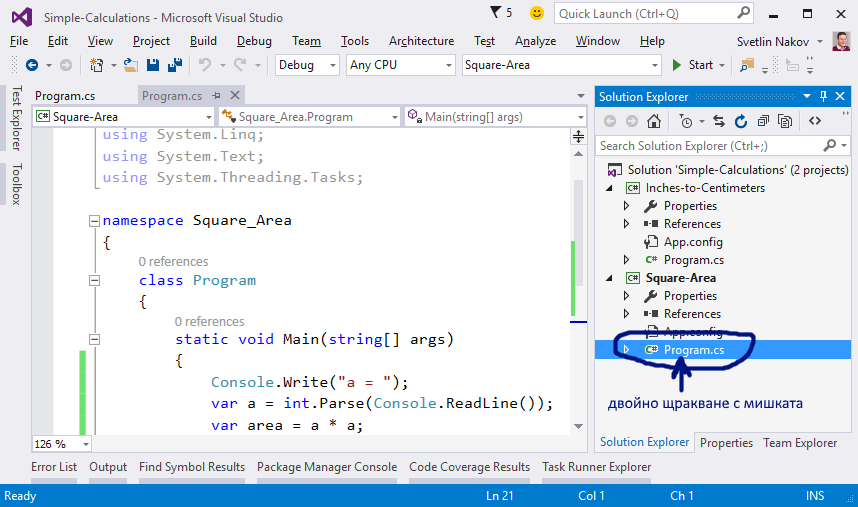 Simple-Calculations - Microsoft Visual Studio
5
Quick Launch (Ctrl+Q)
File Edit View Project Build Debug Team Tools Architecture Test Analyze Window Help
Svetlin Nakov
Debug Any CPU Square-Area Start
Test Explorer
Toolbox
Program.cs Program.cs
Square-Area Square_Area.Program Main(string[] args)
using System.Linq;
using System.Text;
using System.Threading.Tasks;
namespace Square_Area
{
0 references
class Program
{
0 references
static void Main(string[] args)
{
Console.Write("a = ");
var a = int.Parse(Console.ReadLine());
var area = a * a;
126 %
Solution Explorer
Search Solution Explorer (Ctrl+;)
Solution 'Simple-Calculations' (2 projects)
C# Inches-to-Centimeters
Properties
References
App.config
C# Program.cs
C# Square-Area
Properties
References
App.config
C# Program.cs
двойно щракване с мишката
Solution Explorer Properties Team Explorer
Error List Output Find Symbol Results Package Manager Console Code Coverage Results Task Runner Explorer
Ready Ln 21 Col 1 Ch 1 INS